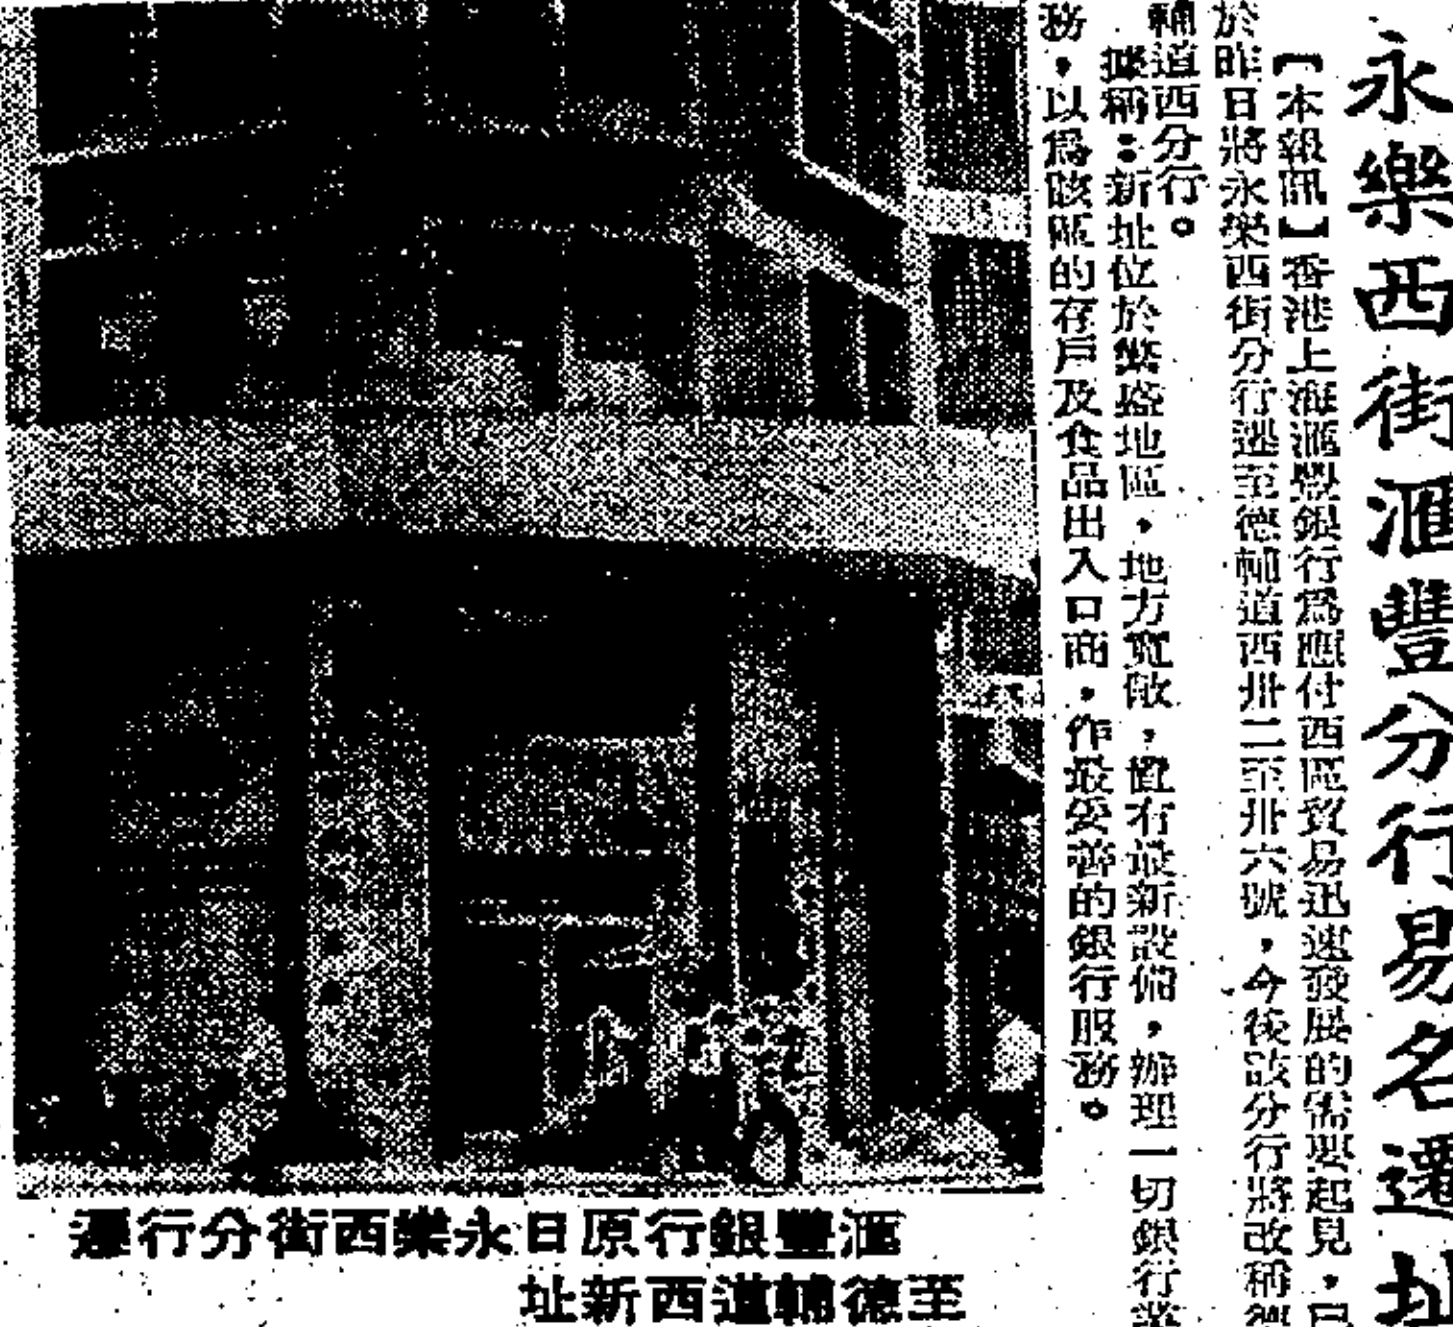 永樂西街滙豐分行易名遷址
【本報訊】香港上海滙豐銀行爲應付西區貿易迅速發展的需要起見，已
於昨日將永樂西街分行遷至德輔道西卅二至卅六號，今後該分行將改稱德
輔道西分行。
據稱：新址位於繁盛地區，地方寬敞，置有最新設備，辦理一切銀行業
務，以爲該區的存戶及食品出入口商，作最妥善的銀行服務。
滙豐銀行原日永樂西街分行遷
至德輔道西新址